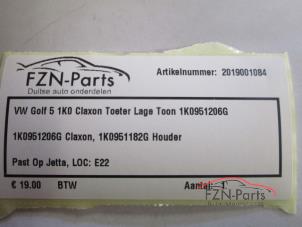 FZN-Parts
Duitse auto onderdelen
Artikelnummer: 2019001084
VW Golf 5 1K0 Claxon Toeter Lage Toon 1K0951206G
1K0951206G Claxon, 1K0951182G Houder
Past Op Jetta, LOC: E22
€ 19.00 BTW Aantal: 1
FZN-Parts